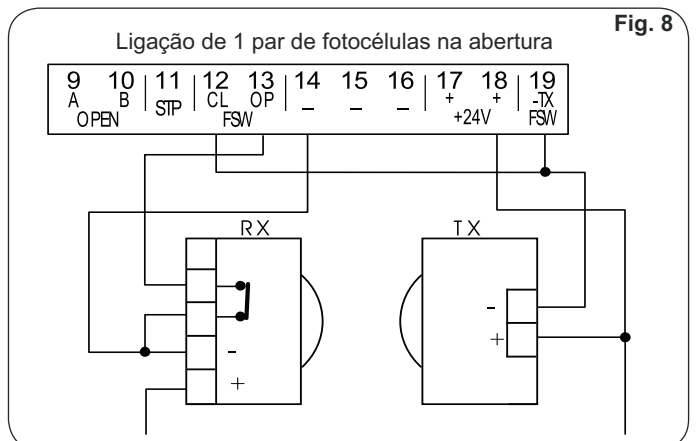 Fig. 8
Ligação de 1 par de fotocélulas na abertura
9 10 11 12 13 14 15 16 17 18 19
A B STP CL OP – – – + + -TX
OPEN FSW +24V FSW
RX TX
-
+
-
+